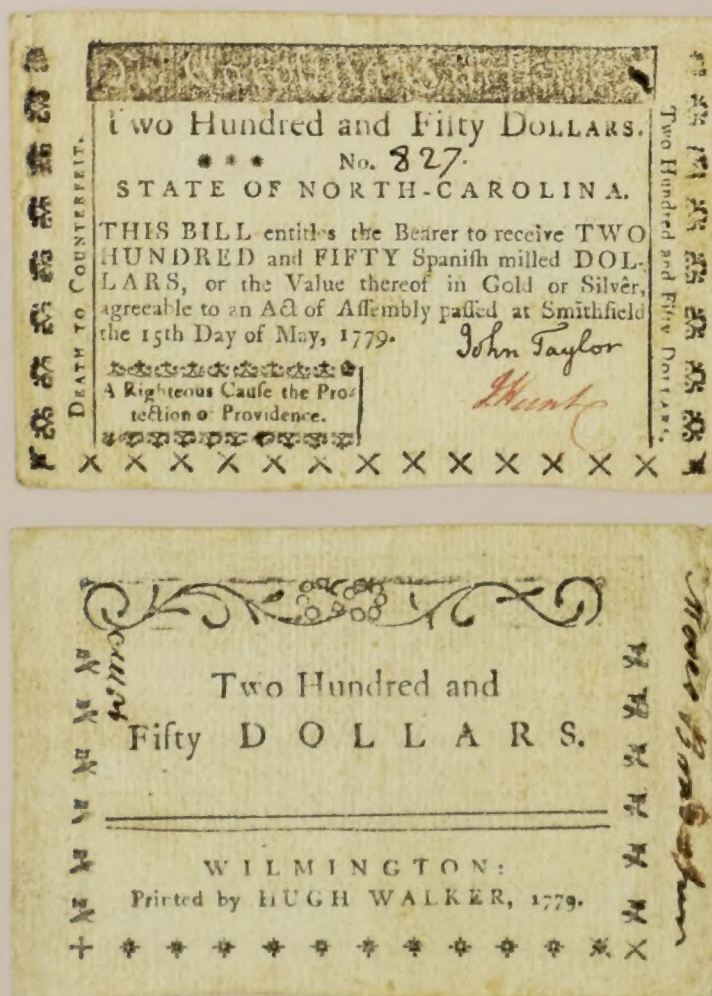 Two Hundred and Fifty DOLLARS.
* * * No. 827.
STATE OF NORTH-CAROLINA.
THIS BILL entitles the Bearer to receive TWO
HUNDRED and FIFTY Spaniſh milled DOL-
LARS, or the Value thereof in Gold or Silver,
agreeable to an Act of Aſſembly paſſed at Smithfield
the 15th Day of May, 1779.
John Taylor
JHunt
A Righteous Cauſe the Pro-
tection of Providence.
DEATH TO COUNTERFEIT.
Two Hundred and Fifty DOLLARS.
Two Hundred and
Fifty DOLLARS.
WILMINGTON:
Printed by HUGH WALKER, 1779.